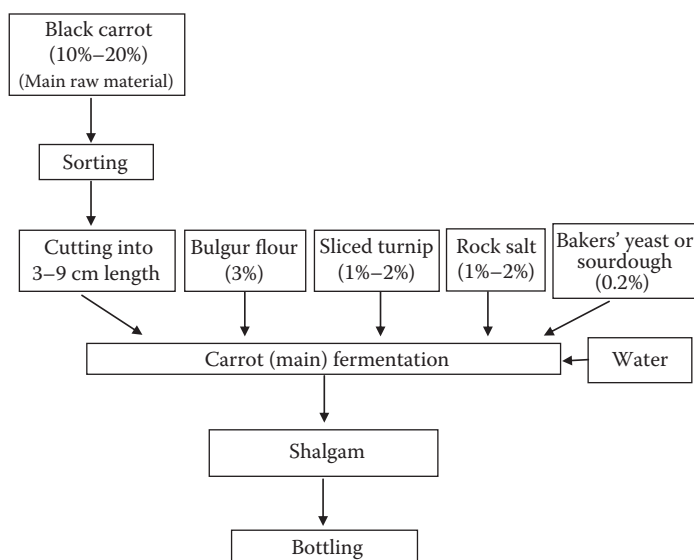 Black carrot
(10%–20%)
(Main raw material)
Sorting
Cutting into
3–9 cm length
Bulgur flour
(3%)
Sliced turnip
(1%–2%)
Rock salt
(1%–2%)
Bakers’ yeast or
sourdough
(0.2%)
Carrot (main) fermentation
Water
Shalgam
Bottling